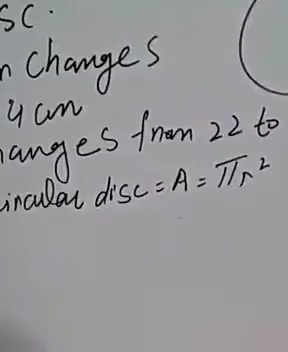 sc.
n changes
4 cm
hanges from 22 to
ircular disc = A = πr²